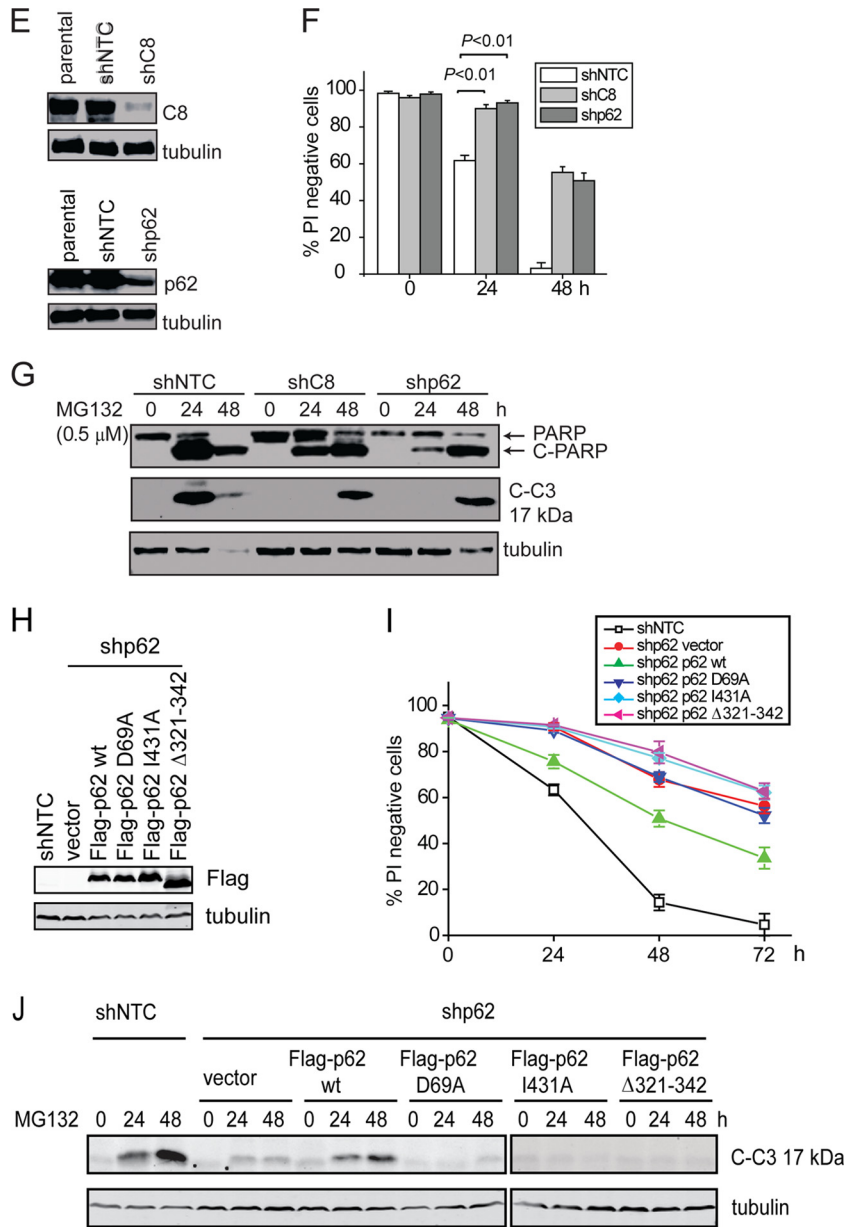 E
parental
shNTC
shC8
C8
tubulin
parental
shNTC
shp62
p62
tubulin
F
P<0.01
P<0.01
shNTC
shC8
shp62
% PI negative cells
100
80
60
40
20
0
0 24 48 h
G
shNTC shC8 shp62
MG132 0 24 48 0 24 48 0 24 48 h
(0.5 µM)
PARP
C-PARP
C-C3
17 kDa
tubulin
H
shp62
shNTC
vector
Flag-p62 wt
Flag-p62 D69A
Flag-p62 I431A
Flag-p62 Δ321-342
Flag
tubulin
I
shNTC
shp62 vector
shp62 p62 wt
shp62 p62 D69A
shp62 p62 I431A
shp62 p62 Δ321-342
% PI negative cells
100
80
60
40
20
0
0 24 48 72 h
J
shNTC shp62
vector Flag-p62 wt Flag-p62 D69A Flag-p62 I431A Flag-p62 Δ321-342
MG132 0 24 48 0 24 48 0 24 48 0 24 48 0 24 48 0 24 48 h
C-C3 17 kDa
tubulin